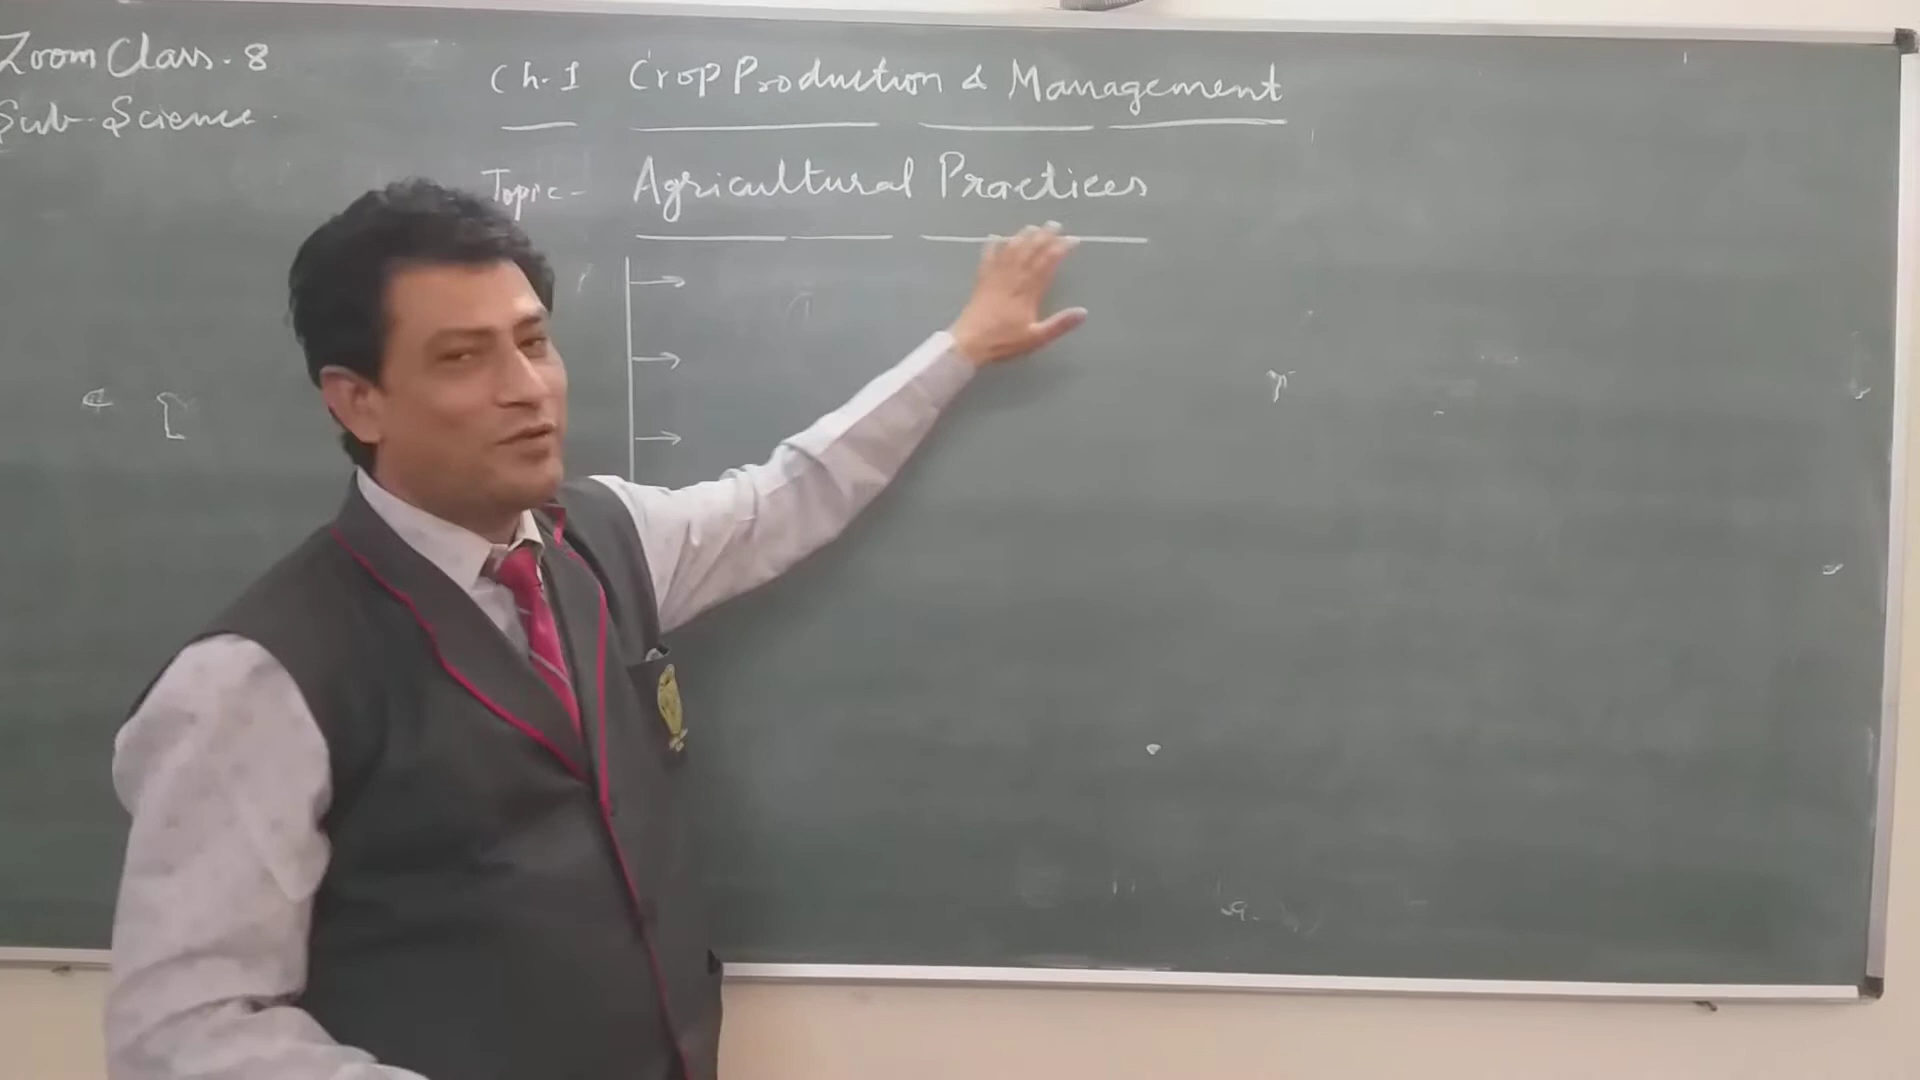 Zoom Class. 8
Sub-Science.
Ch. 1 Crop Production & Management
Topic- Agricultural Practices